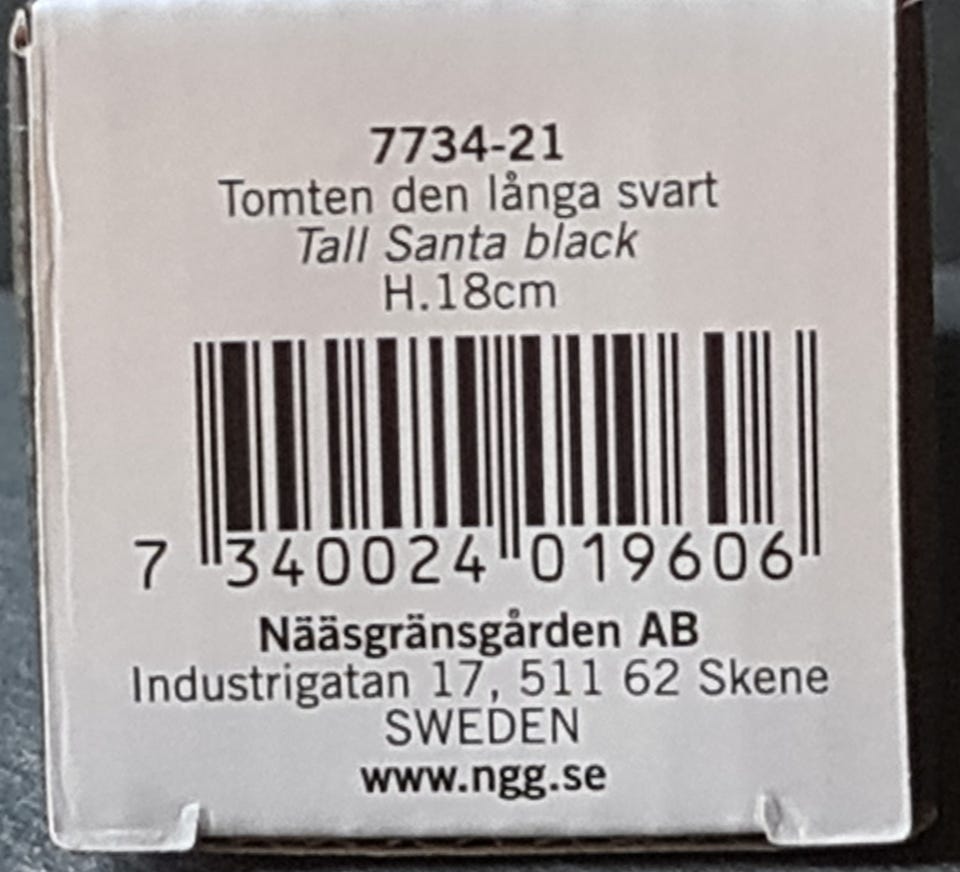 7734-21
Tomten den långa svart
Tall Santa black
H.18cm
7 340024 019606
Nääsgränsgården AB
Industrigatan 17, 511 62 Skene
SWEDEN
www.ngg.se